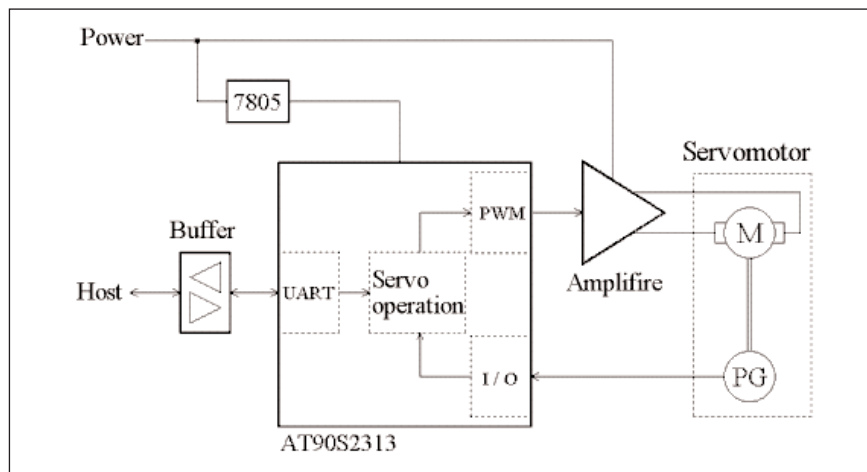 Power
7805
Servomotor
PWM
M
Buffer
Amplifire
Host
UART
Servo
operation
I / O
PG
AT90S2313